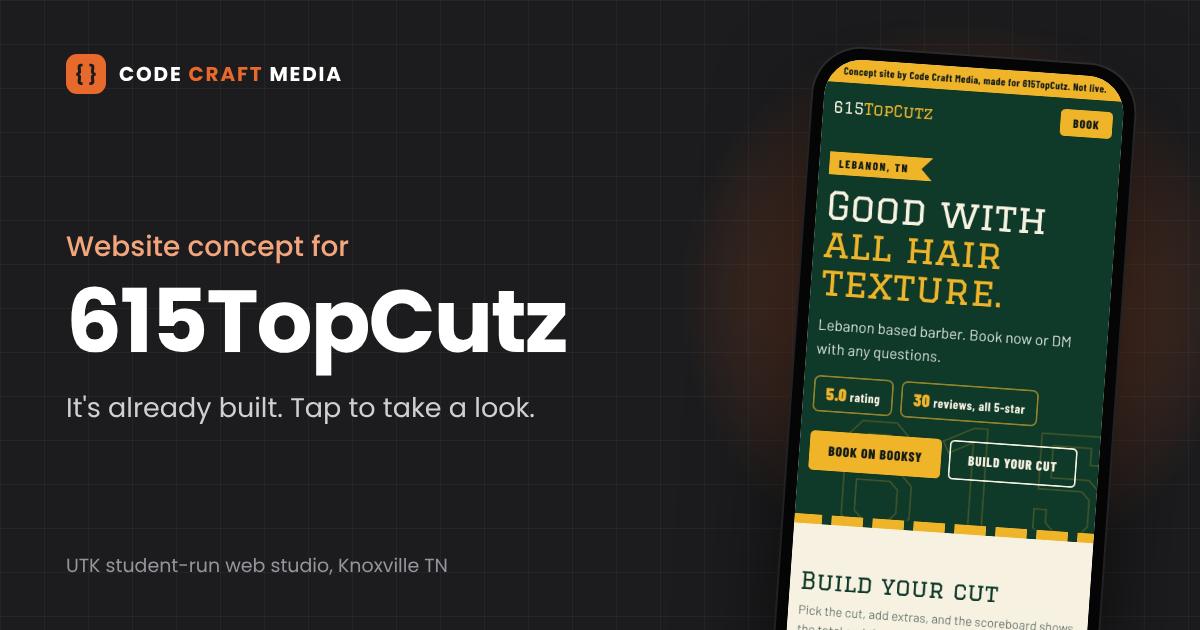 { } CODE CRAFT MEDIA
Website concept for
615TopCutz
It's already built. Tap to take a look.
UTK student-run web studio, Knoxville TN
Concept site by Code Craft Media, made for 615TopCutz. Not live.
615TopCutz
BOOK
LEBANON, TN
Good with
all hair
texture.
Lebanon based barber. Book now or DM
with any questions.
5.0 rating
30 reviews, all 5-star
BOOK ON BOOKSY
BUILD YOUR CUT
615
Build your cut
Pick the cut, add extras, and the scoreboard shows
the total